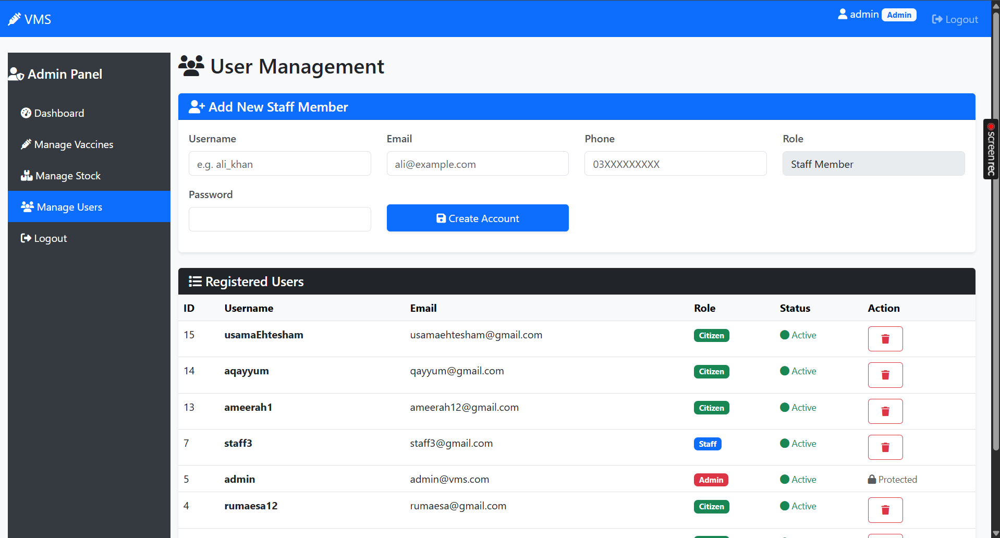 VMS
admin Admin
Logout
Admin Panel
Dashboard
Manage Vaccines
Manage Stock
Manage Users
Logout
User Management
Add New Staff Member
Username Email Phone Role
e.g. ali_khan ali@example.com 03XXXXXXXXX Staff Member
Password
Create Account
Registered Users
ID Username Email Role Status Action
15 usamaEhtesham usamaehtesham@gmail.com Citizen Active
14 aqayyum qayyum@gmail.com Citizen Active
13 ameerah1 ameerah12@gmail.com Citizen Active
7 staff3 staff3@gmail.com Staff Active
5 admin admin@vms.com Admin Active Protected
4 rumaesa12 rumaesa@gmail.com Citizen Active
screenrec